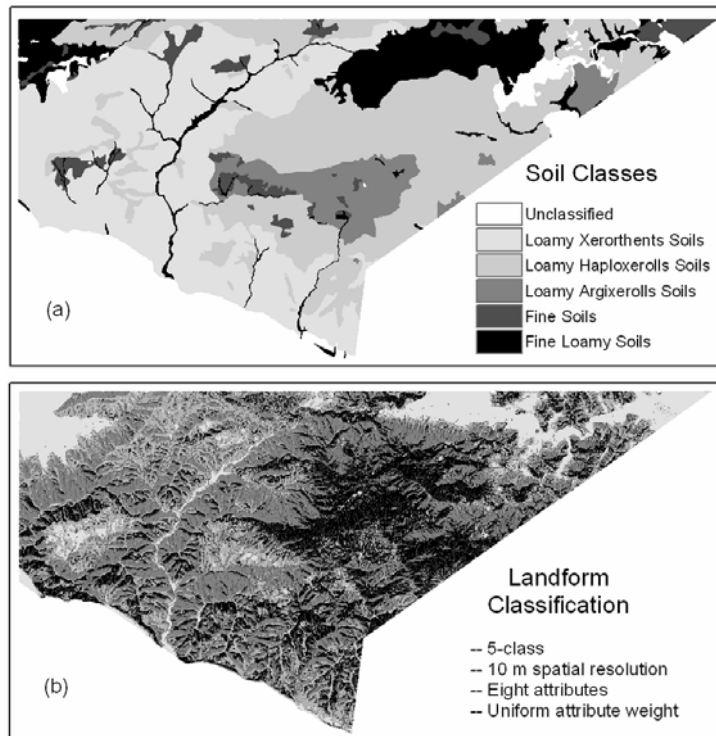 Soil Classes
Unclassified
Loamy Xerorthents Soils
Loamy Haploxerolls Soils
Loamy Argixerolls Soils
Fine Soils
Fine Loamy Soils
(a)
Landform
Classification
-- 5-class
-- 10 m spatial resolution
-- Eight attributes
-- Uniform attribute weight
(b)